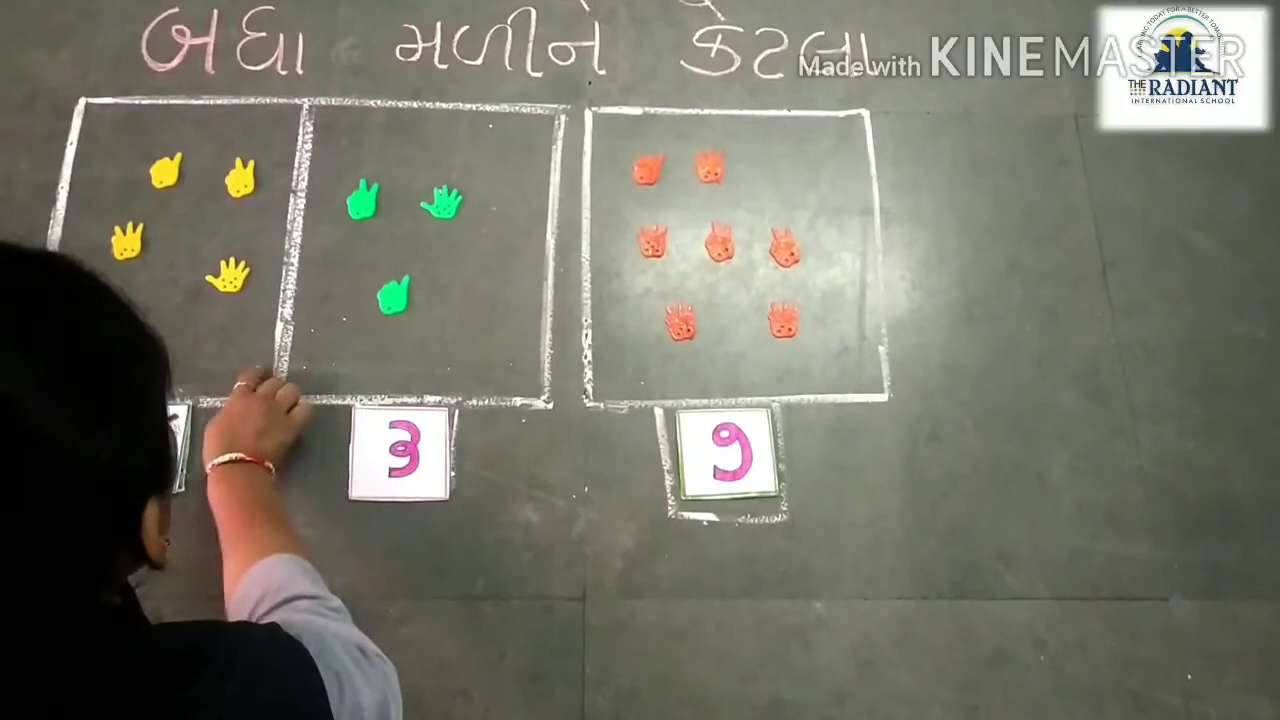 બધા મળીને કેટલા
Made with KINEMASTER
THE RADIANT
INTERNATIONAL SCHOOL
૩
૭